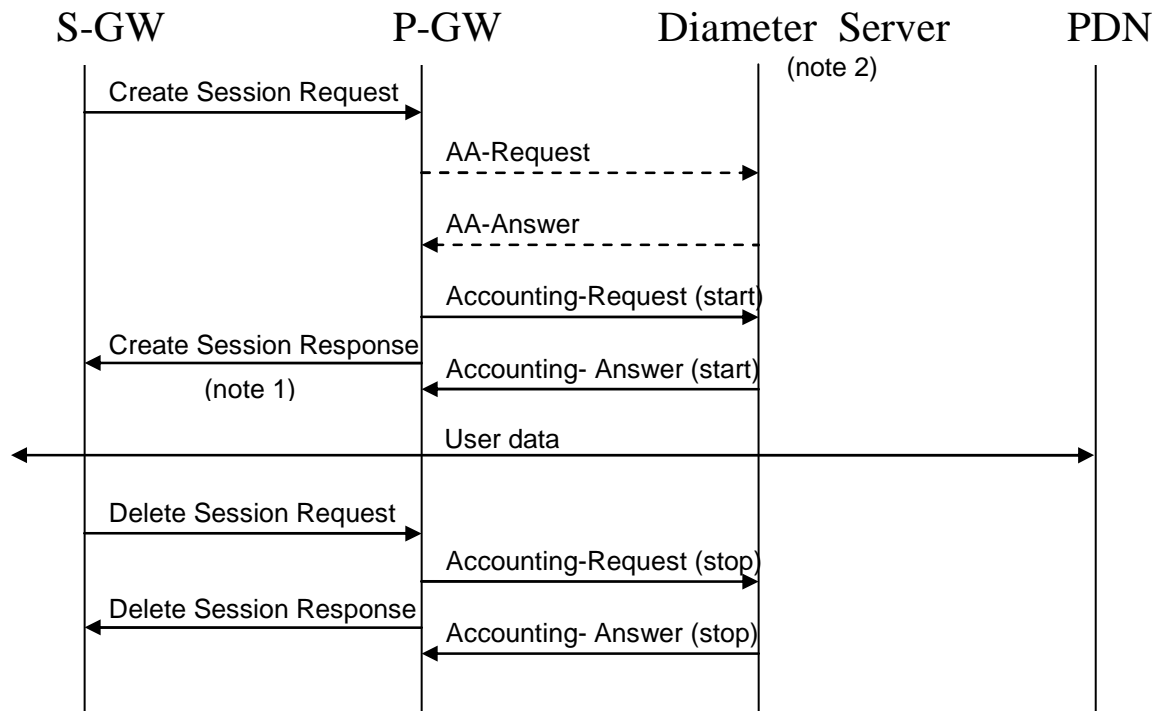 S-GW
P-GW
Diameter Server
PDN
(note 2)
Create Session Request
AA-Request
AA-Answer
Accounting-Request (start)
Create Session Response
Accounting- Answer (start)
(note 1)
User data
Delete Session Request
Accounting-Request (stop)
Delete Session Response
Accounting- Answer (stop)